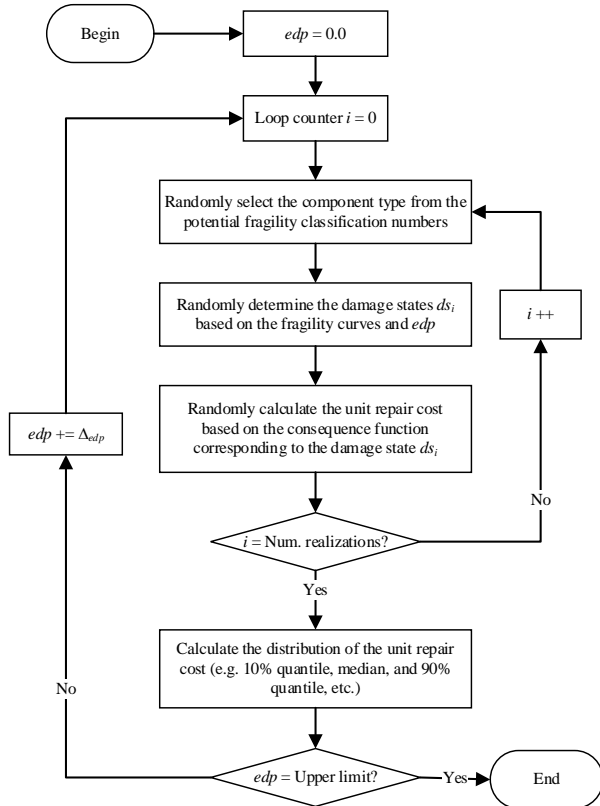 Begin
edp = 0.0
Loop counter i = 0
Randomly select the component type from the
potential fragility classification numbers
Randomly determine the damage states dsᵢ
based on the fragility curves and edp
i ++
Randomly calculate the unit repair cost
based on the consequence function
corresponding to the damage state dsᵢ
edp += Δedp
No
i = Num. realizations?
Yes
Calculate the distribution of the unit repair
cost (e.g. 10% quantile, median, and 90%
quantile, etc.)
No
edp = Upper limit?
Yes
End